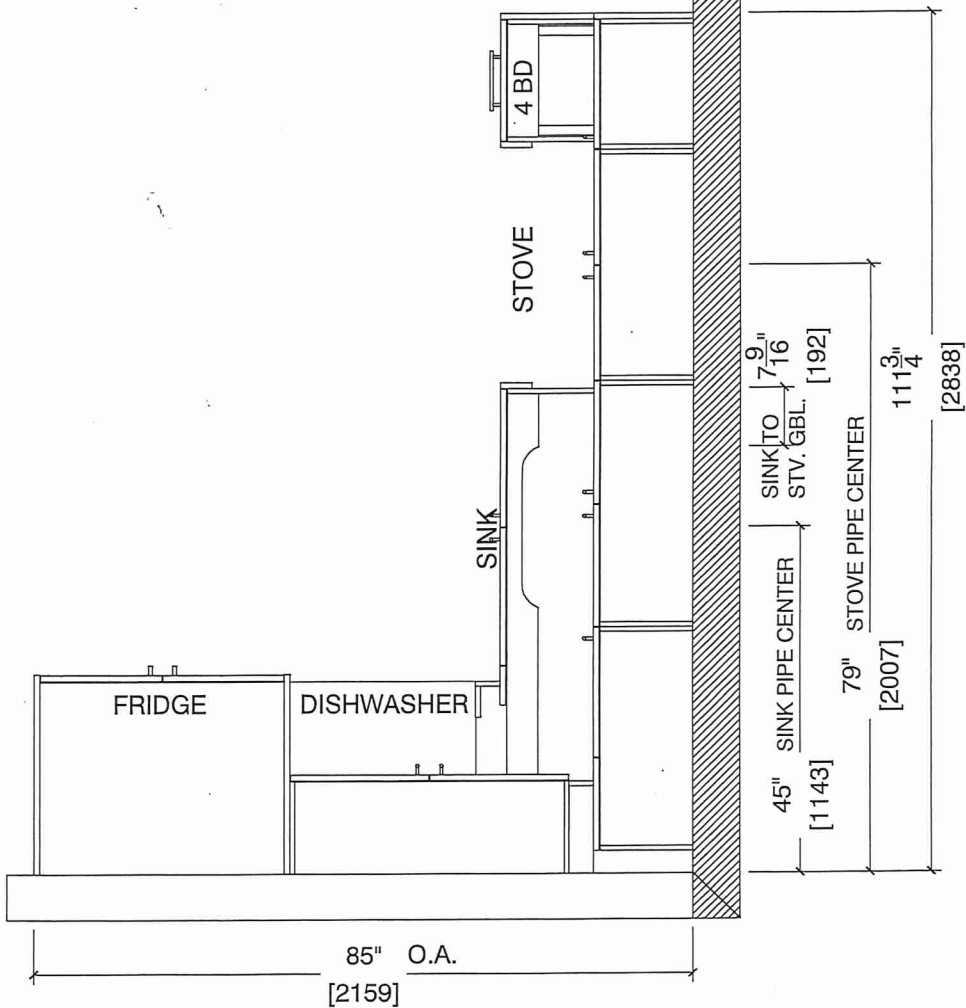 4 BD
STOVE
SINK
FRIDGE
DISHWASHER
7 9/16"
[192]
SINK TO
STV. GBL.
111 3/4"
[2838]
STOVE PIPE CENTER
79"
[2007]
SINK PIPE CENTER
45"
[1143]
85" O.A.
[2159]